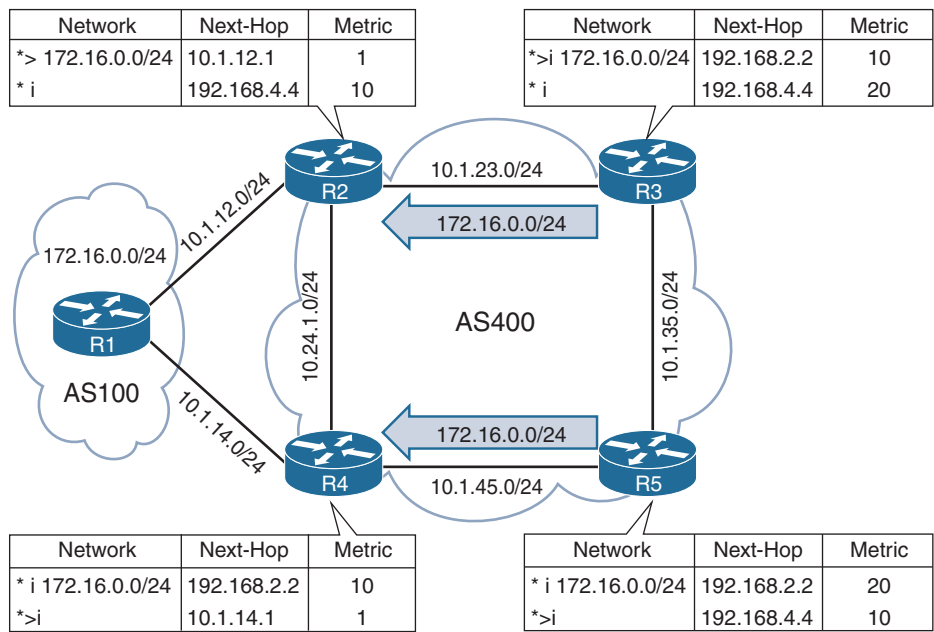 Network Next-Hop Metric
*> 172.16.0.0/24 10.1.12.1 1
* i 192.168.4.4 10
Network Next-Hop Metric
*>i 172.16.0.0/24 192.168.2.2 10
* i 192.168.4.4 20
R2
10.1.23.0/24
R3
10.1.12.0/24
172.16.0.0/24
172.16.0.0/24
R1
AS100
10.24.1.0/24
AS400
10.1.35.0/24
10.1.14.0/24
172.16.0.0/24
R4
10.1.45.0/24
R5
Network Next-Hop Metric
* i 172.16.0.0/24 192.168.2.2 10
*>i 10.1.14.1 1
Network Next-Hop Metric
* i 172.16.0.0/24 192.168.2.2 20
*>i 192.168.4.4 10